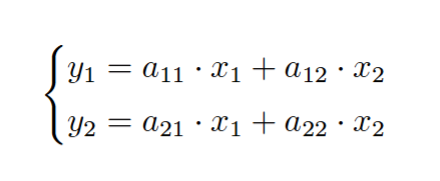 y₁ = a₁₁ · x₁ + a₁₂ · x₂
y₂ = a₂₁ · x₁ + a₂₂ · x₂